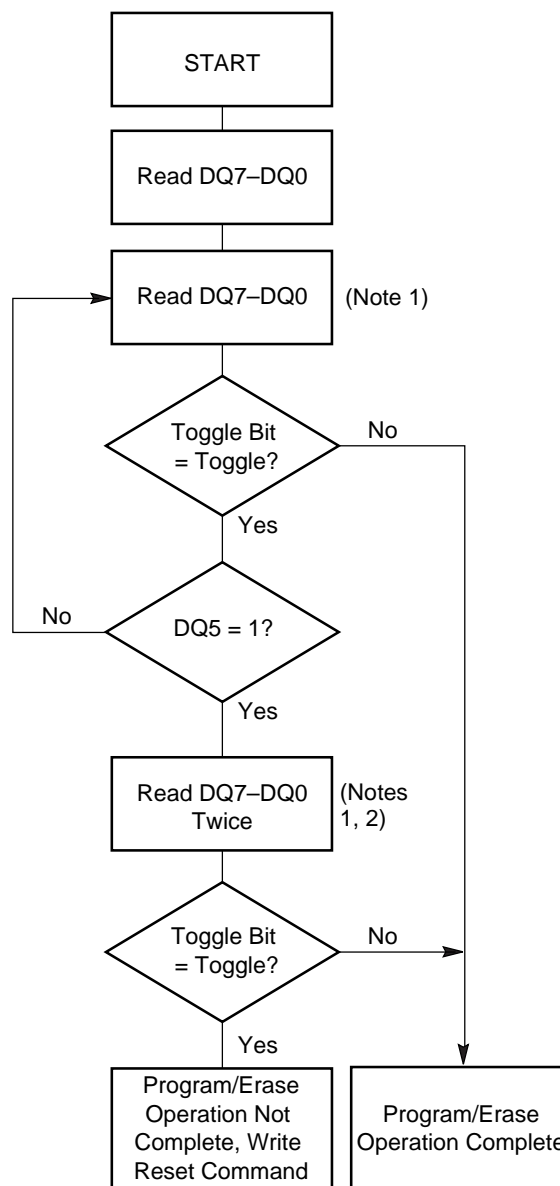 START
Read DQ7–DQ0
Read DQ7–DQ0
(Note 1)
Toggle Bit
= Toggle?
No
Yes
No
DQ5 = 1?
Yes
Read DQ7–DQ0
Twice
(Notes
1, 2)
Toggle Bit
= Toggle?
No
Yes
Program/Erase
Operation Not
Complete, Write
Reset Command
Program/Erase
Operation Complete